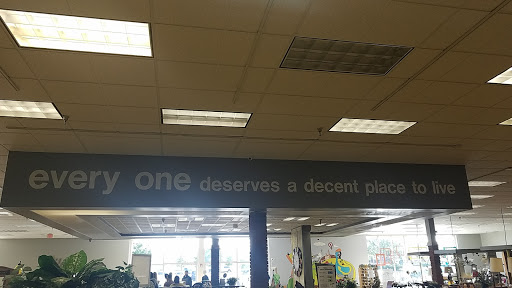 every one deserves a decent place to live